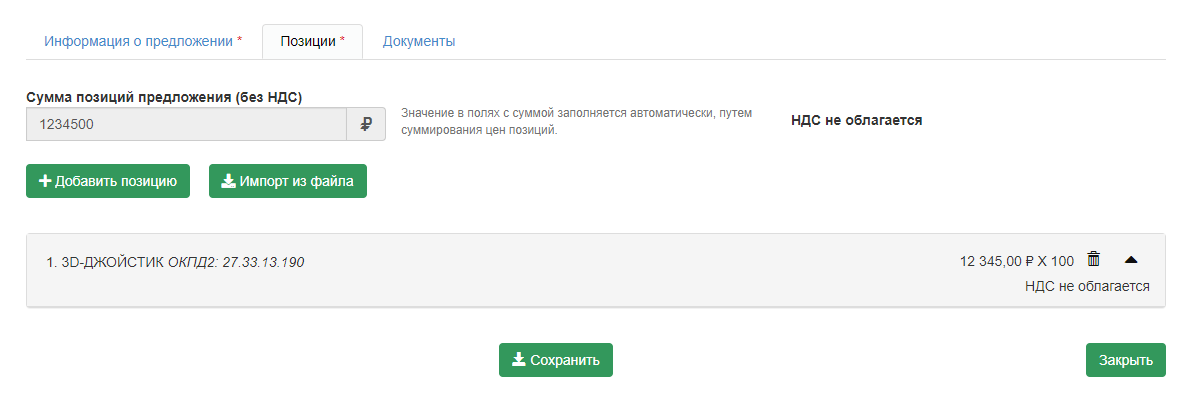 Информация о предложении *
Позиции *
Документы
Сумма позиций предложения (без НДС)
1234500
₽
Значение в полях с суммой заполняется автоматически, путем
суммирования цен позиций.
НДС не облагается
Добавить позицию
Импорт из файла
1. 3D-ДЖОЙСТИК ОКПД2: 27.33.13.190
12 345,00 ₽ X 100
НДС не облагается
Сохранить
Закрыть